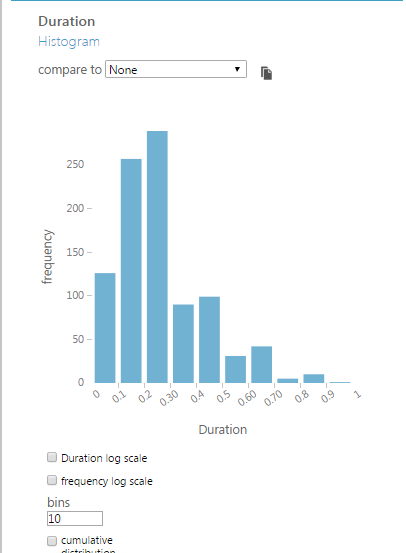 Duration
Histogram
compare to None
250
200
150
100
50
0
frequency
0 0.1 0.2 0.30 0.4 0.5 0.60 0.70 0.8 0.9 1
Duration
Duration log scale
frequency log scale
bins
10
cumulative
distribution